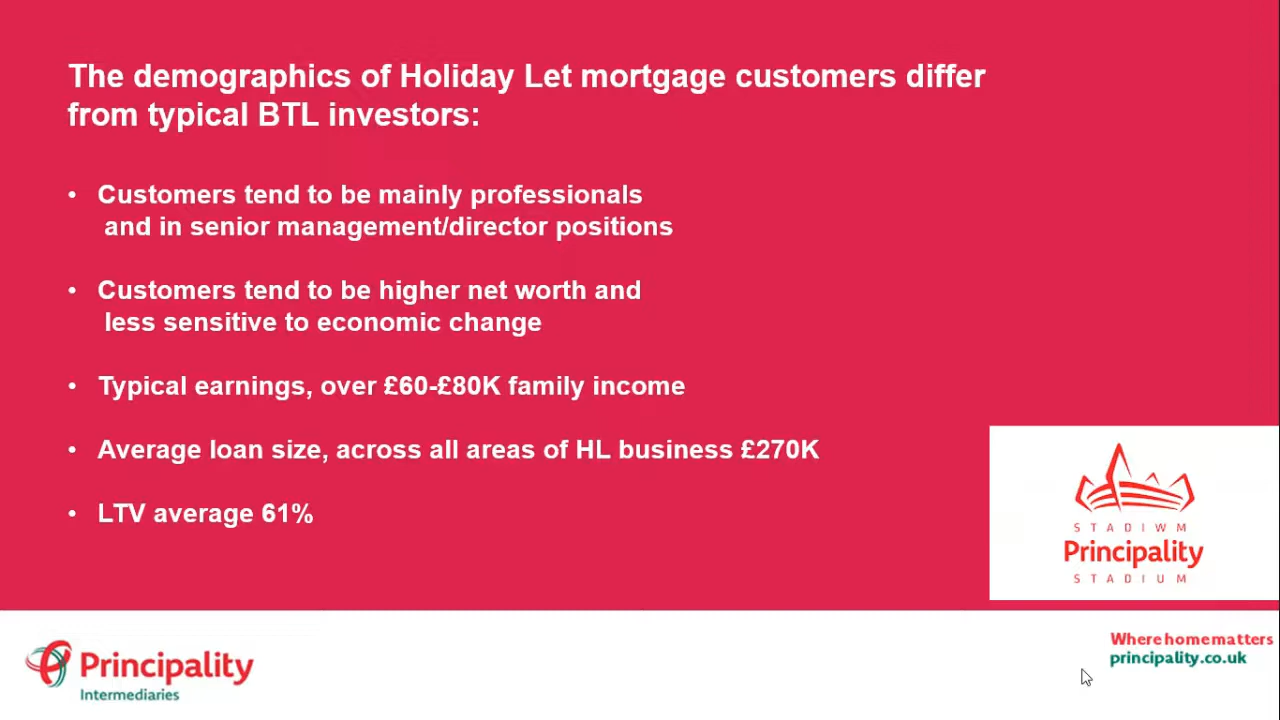 The demographics of Holiday Let mortgage customers differ
from typical BTL investors:
• Customers tend to be mainly professionals
and in senior management/director positions
• Customers tend to be higher net worth and
less sensitive to economic change
• Typical earnings, over £60-£80K family income
• Average loan size, across all areas of HL business £270K
• LTV average 61%
STADIWM
Principality
STADIUM
Principality
Intermediaries
Where home matters
principality.co.uk